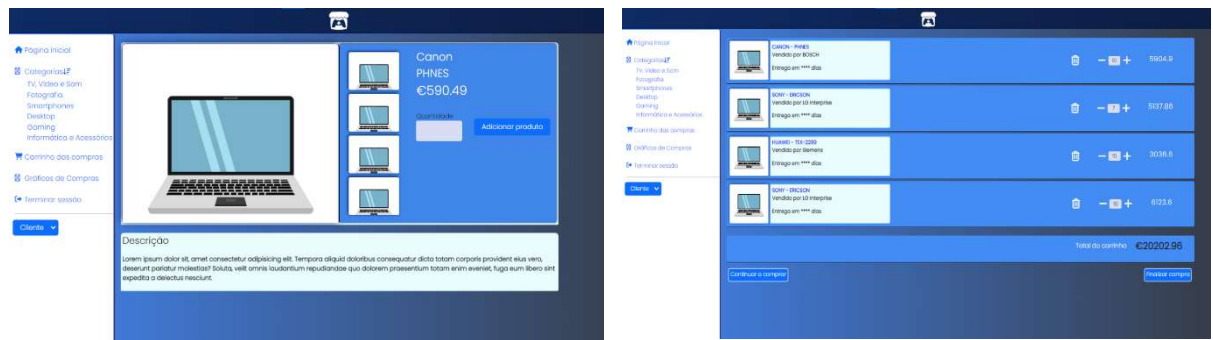 Página Inicial
Categorias
TV, Vídeo e Som
Fotografia
Smartphones
Desktop
Gaming
Informática e Acessórios
Carrinho das compras
Gráficos de Compras
Terminar sessão
Cliente
Canon
PHNES
€590.49
Quantidade
Adicionar produto
Descrição
Lorem ipsum dolor sit, amet consectetur adipisicing elit. Tempora aliquid doloribus consequatur dicta totam corporis provident eius vero,
deserunt pariatur molestias? Soluta, velit omnis laudantium repudiandae quo dolorem praesentium totam enim eveniet, fuga eum libero sint
expedita a delectus nesciunt.
Página Inicial
Categorias
TV, Vídeo e Som
Fotografia
Smartphones
Desktop
Gaming
Informática e Acessórios
Carrinho das compras
Gráficos de Compras
Terminar sessão
Cliente
CANON - PHNES
Vendido por BOSCH
Entrega em **** dias
5904.9
SONY - ERICSON
Vendido por LG Interprise
Entrega em **** dias
7
5137.86
HUAWEI - TIX-2289
Vendido por Siemens
Entrega em **** dias
3036.6
SONY - ERICSON
Vendido por LG Interprise
Entrega em **** dias
6123.6
Total do carrinho €20202.96
Continuar a comprar
Finalizar compra